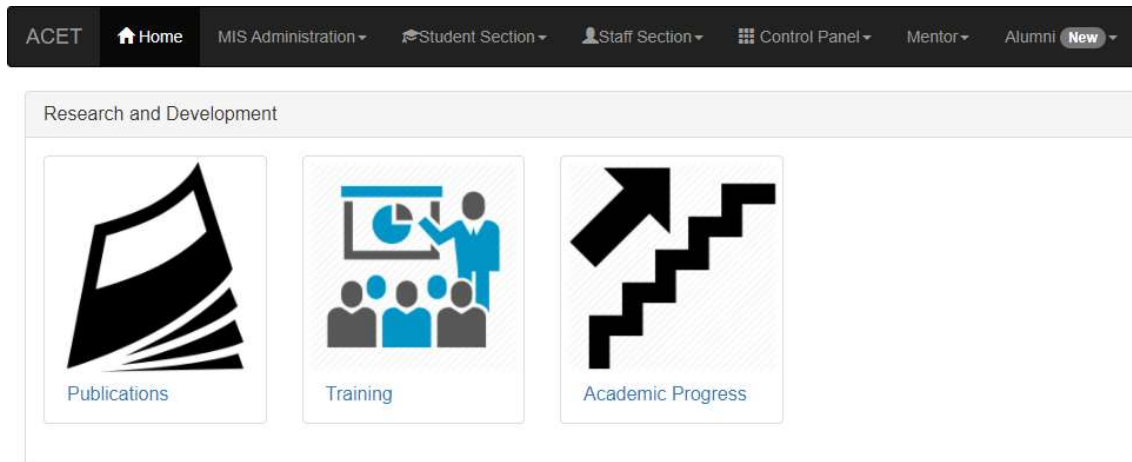 ACET Home MIS Administration Student Section Staff Section Control Panel Mentor Alumni New
Research and Development
Publications Training Academic Progress